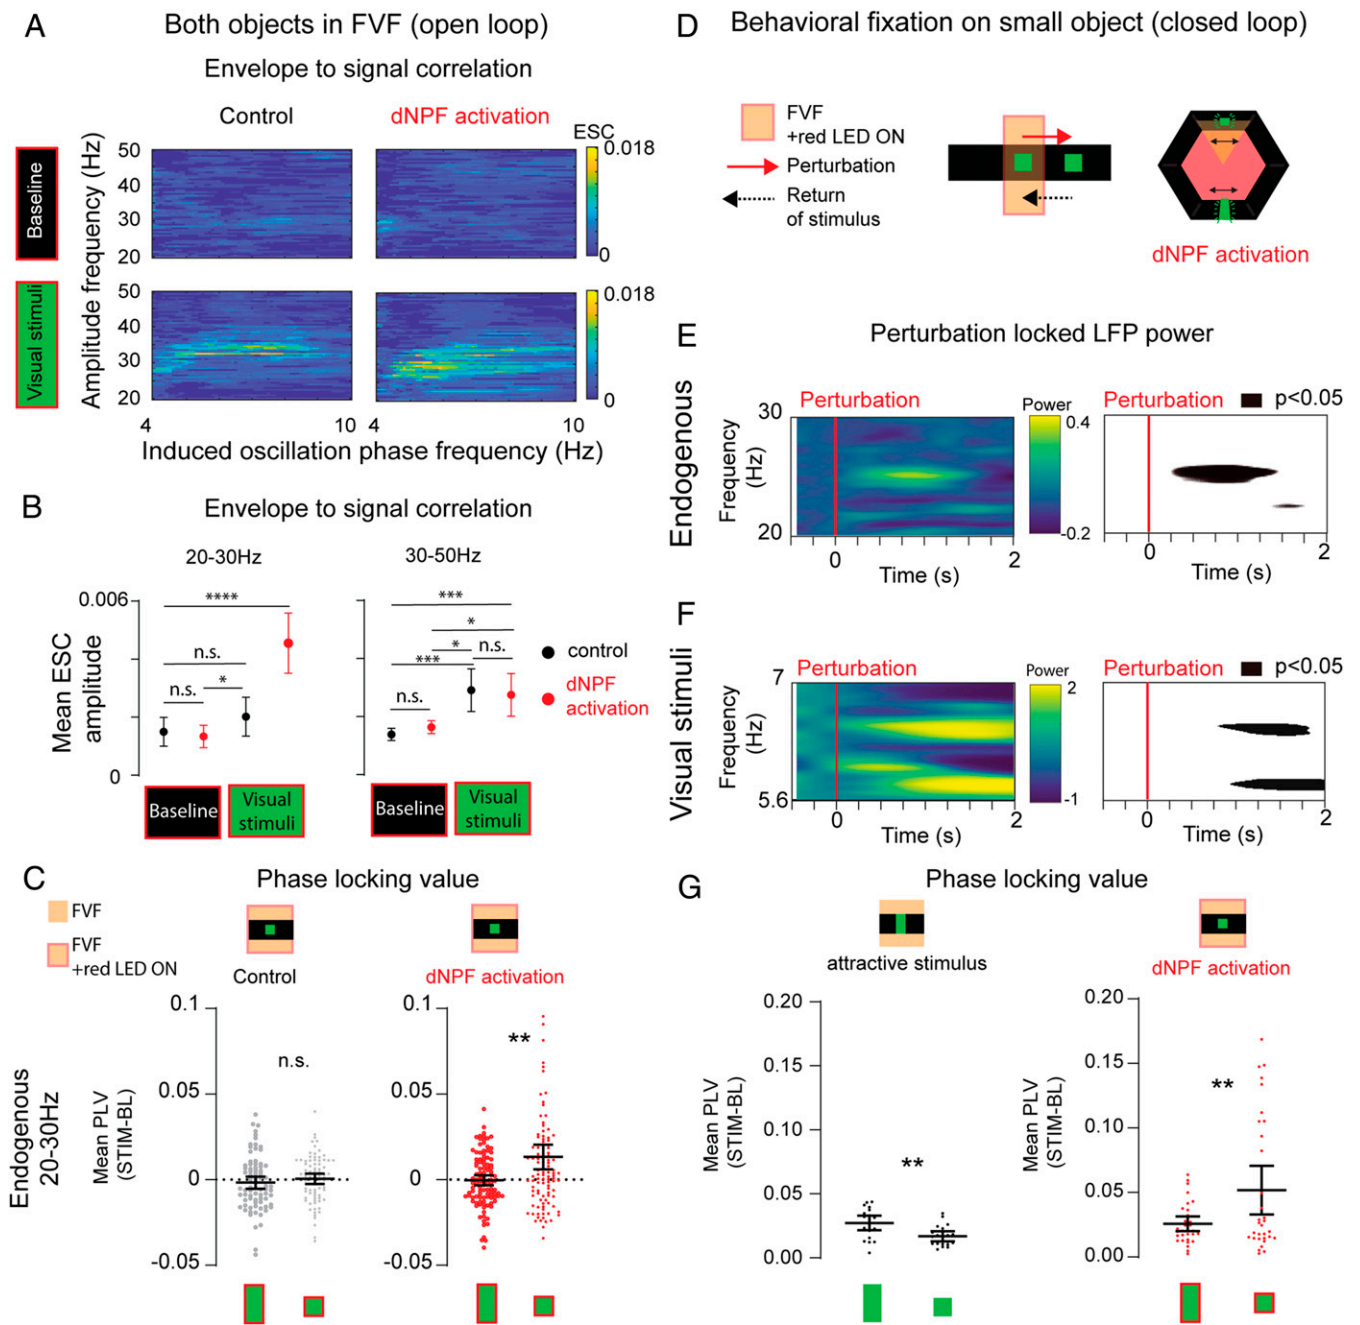 A
Both objects in FVF (open loop)
Envelope to signal correlation
Control
dNPF activation
ESC
0.018
0
Baseline
Visual stimuli
Amplitude frequency (Hz)
50
40
30
20
50
40
30
20
0.018
0
4
10
4
10
(Hz)
(Hz)
Induced oscillation phase frequency (Hz)
B
Envelope to signal correlation
20-30Hz
30-50Hz
Mean ESC
amplitude
0.006
0
****
n.s.
n.s.
*
***
*
*
n.s.
***
n.s.
control
dNPF
activation
Baseline
Visual
stimuli
Baseline
Visual
stimuli
C
Phase locking value
FVF
FVF
+red LED ON
Control
dNPF activation
Endogenous
20-30Hz
Mean PLV
(STIM-BL)
0.1
0.05
0
-0.05
n.s.
0.1
0.05
0
-0.05
**
D
Behavioral fixation on small object (closed loop)
FVF
+red LED ON
Perturbation
Return
of stimulus
dNPF activation
E
Perturbation locked LFP power
Endogenous
Perturbation
Power
0.4
-0.2
Frequency
(Hz)
30
20
0
2
Time (s)
Perturbation
p<0.05
0
2
Time (s)
F
Visual stimuli
Perturbation
Power
2
-1
Frequency
(Hz)
7
5.6
0
2
Time (s)
Perturbation
p<0.05
0
2
Time (s)
G
Phase locking value
attractive stimulus
dNPF activation
Mean PLV
(STIM-BL)
0.20
0.15
0.10
0.05
0.00
**
Mean PLV
(STIM-BL)
0.20
0.15
0.10
0.05
0.00
**